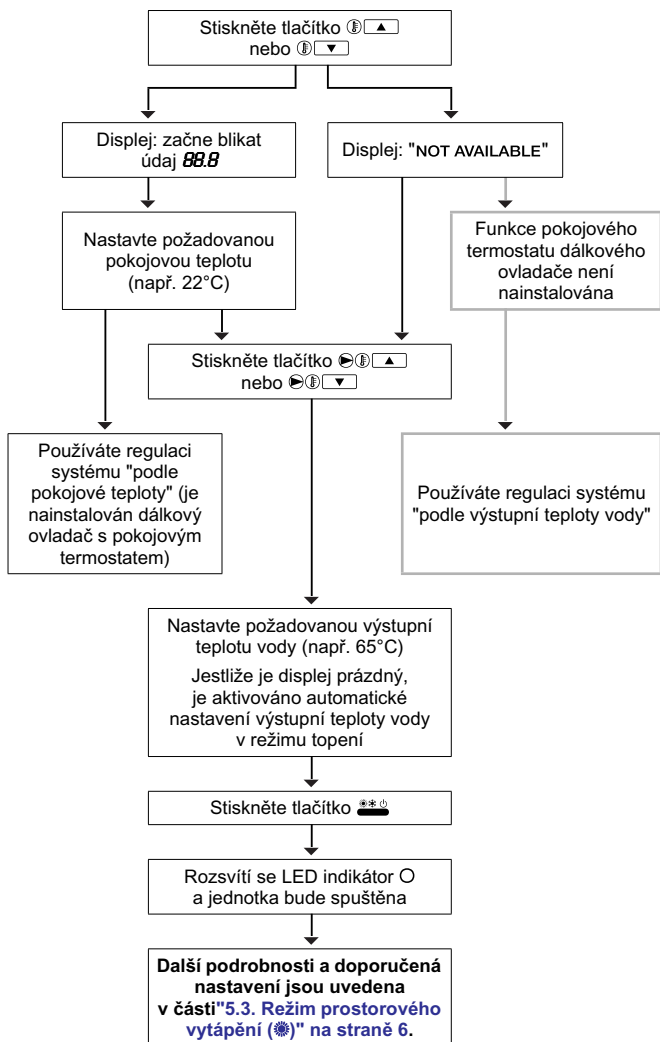 Stiskněte tlačítko ▲
nebo ▼
Displej: začne blikat
údaj 88.8
Displej: "NOT AVAILABLE"
Nastavte požadovanou
pokojovou teplotu
(např. 22°C)
Funkce pokojového
termostatu dálkového
ovladače není
nainstalována
Stiskněte tlačítko ▲
nebo ▼
Používáte regulaci
systému "podle
pokojové teploty" (je
nainstalován dálkový
ovladač s pokojovým
termostatem)
Používáte regulaci systému
"podle výstupní teploty vody"
Nastavte požadovanou výstupní
teplotu vody (např. 65°C)
Jestliže je displej prázdný,
je aktivováno automatické
nastavení výstupní teploty vody
v režimu topení
Stiskněte tlačítko
Rozsvítí se LED indikátor
a jednotka bude spuštěna
Další podrobnosti a doporučená
nastavení jsou uvedena
v části"5.3. Režim prostorového
vytápění (☀)" na straně 6.